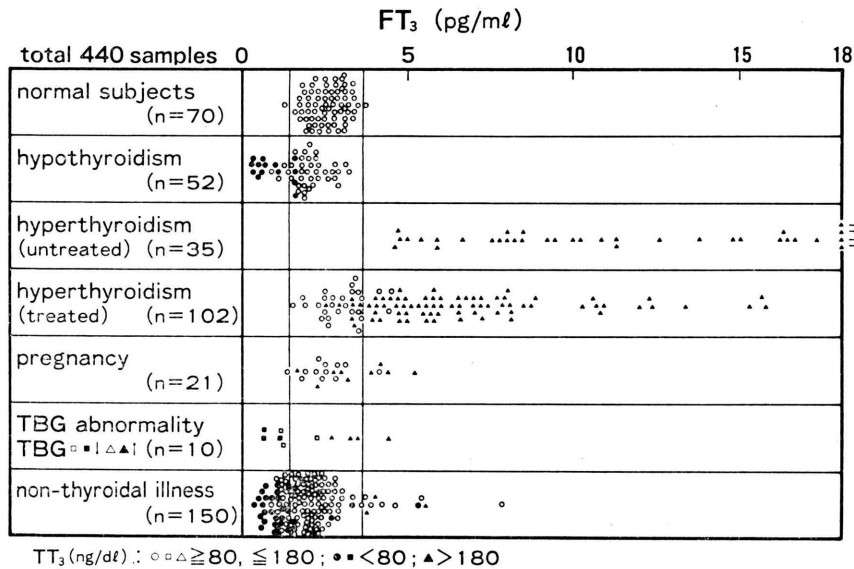 FT₃ (pg/mℓ)
total 440 samples 0 5 10 15 18
normal subjects
(n=70)
hypothyroidism
(n=52)
hyperthyroidism
(untreated) (n=35)
hyperthyroidism
(treated) (n=102)
pregnancy
(n=21)
TBG abnormality
TBG □ ■ ↓ △ ▲ ↑ (n=10)
non-thyroidal illness
(n=150)
TT₃ (ng/dℓ) : ○ □ △ ≧80, ≦180 ; ● ■ <80 ; ▲>180